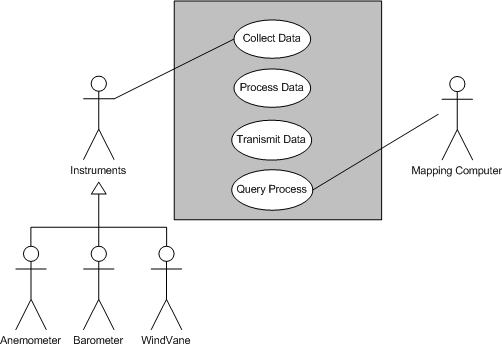 Collect Data
Process Data
Tranismit Data
Query Process
Instruments
Mapping Computer
Anemometer
Barometer
WindVane